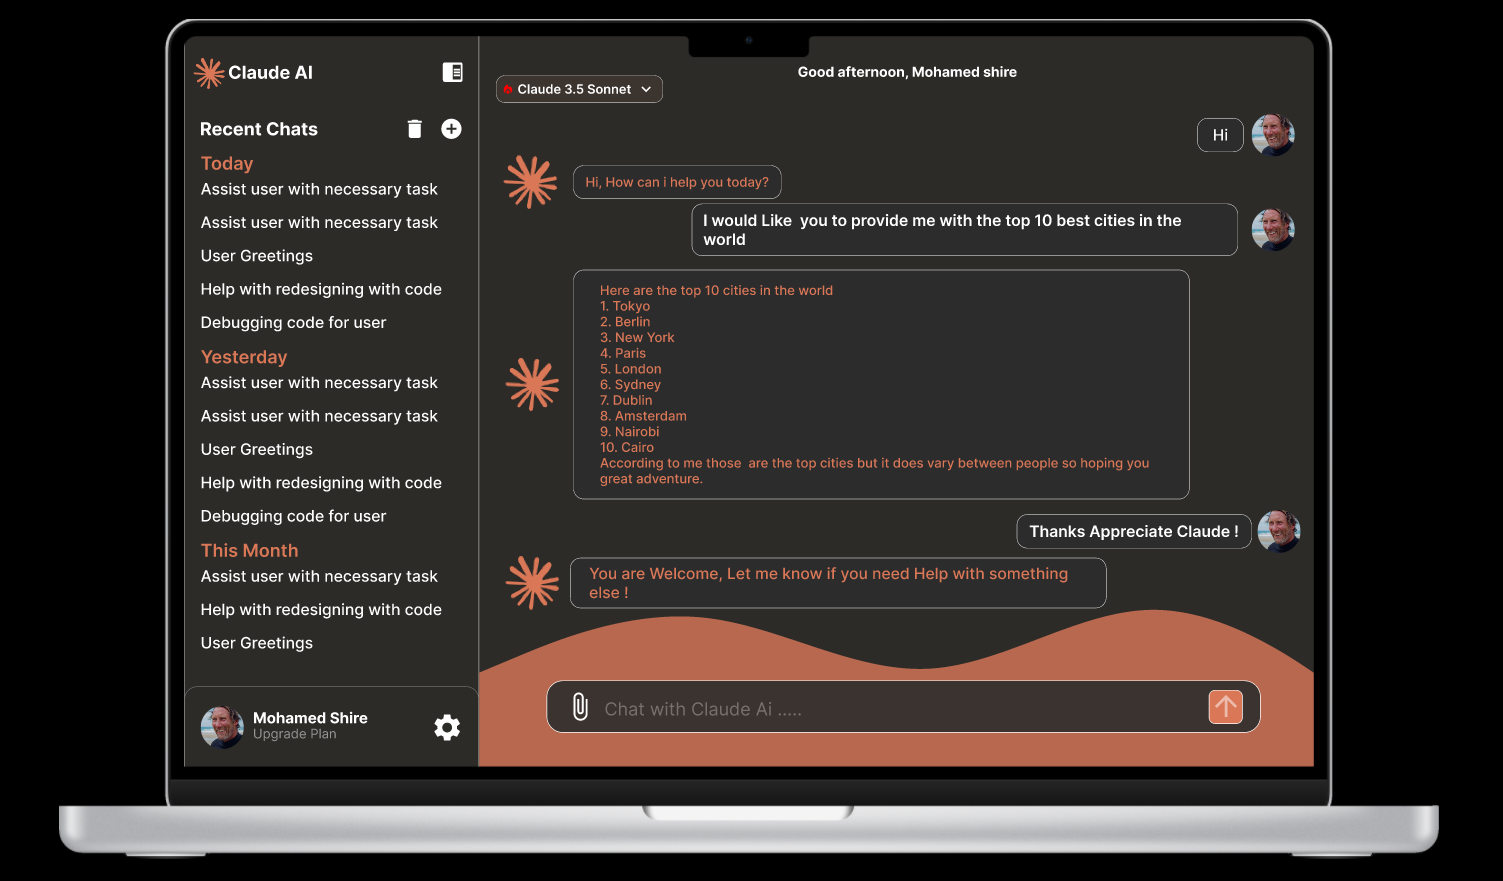 Claude AI
Recent Chats
Today
Assist user with necessary task
Assist user with necessary task
User Greetings
Help with redesigning with code
Debugging code for user
Yesterday
Assist user with necessary task
Assist user with necessary task
User Greetings
Help with redesigning with code
Debugging code for user
This Month
Assist user with necessary task
Help with redesigning with code
User Greetings
Mohamed Shire
Upgrade Plan
Good afternoon, Mohamed shire
Claude 3.5 Sonnet
Hi
Hi, How can i help you today?
I would Like you to provide me with the top 10 best cities in the
world
Here are the top 10 cities in the world
1. Tokyo
2. Berlin
3. New York
4. Paris
5. London
6. Sydney
7. Dublin
8. Amsterdam
9. Nairobi
10. Cairo
According to me those are the top cities but it does vary between people so hoping you
great adventure.
Thanks Appreciate Claude !
You are Welcome, Let me know if you need Help with something
else !
Chat with Claude Ai .....